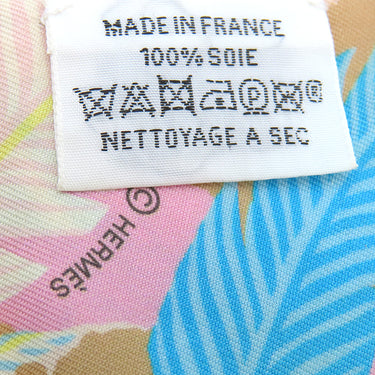 MADE IN FRANCE
100% SOIE
P ®
NETTOYAGE A SEC
© HERMÈS